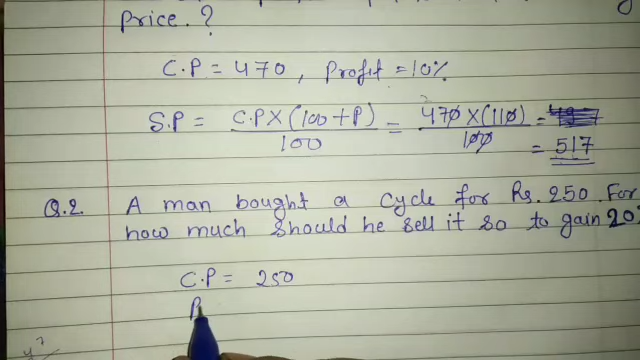 Price.?
C.P = 470, Profit = 10%
S.P = C.P X (100 + P) / 100 = 470 X (110) / 100 =
= 517
Q.2. A man bought a cycle for Rs. 250. For
how much should he sell it so to gain 20%
C.P = 250
P